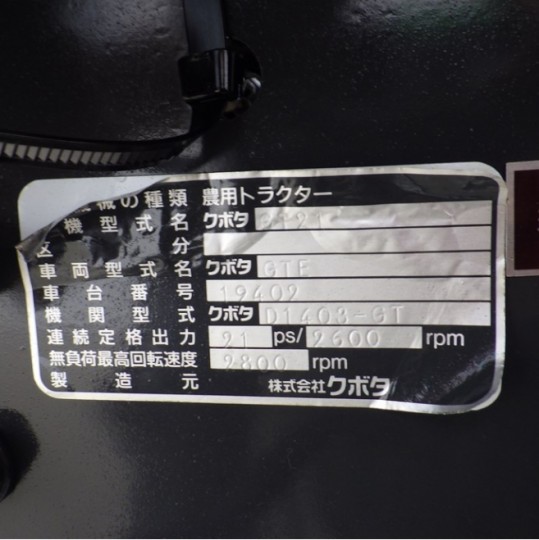 機械の種類 農用トラクター
機型式名 クボタ
区分
車両型式名 クボタ GTE
車台番号 19402
機関型式 クボタ D1403-GT
連続定格出力 21 ps/2600 rpm
無負荷最高回転速度 2800 rpm
製造元 株式会社クボタ